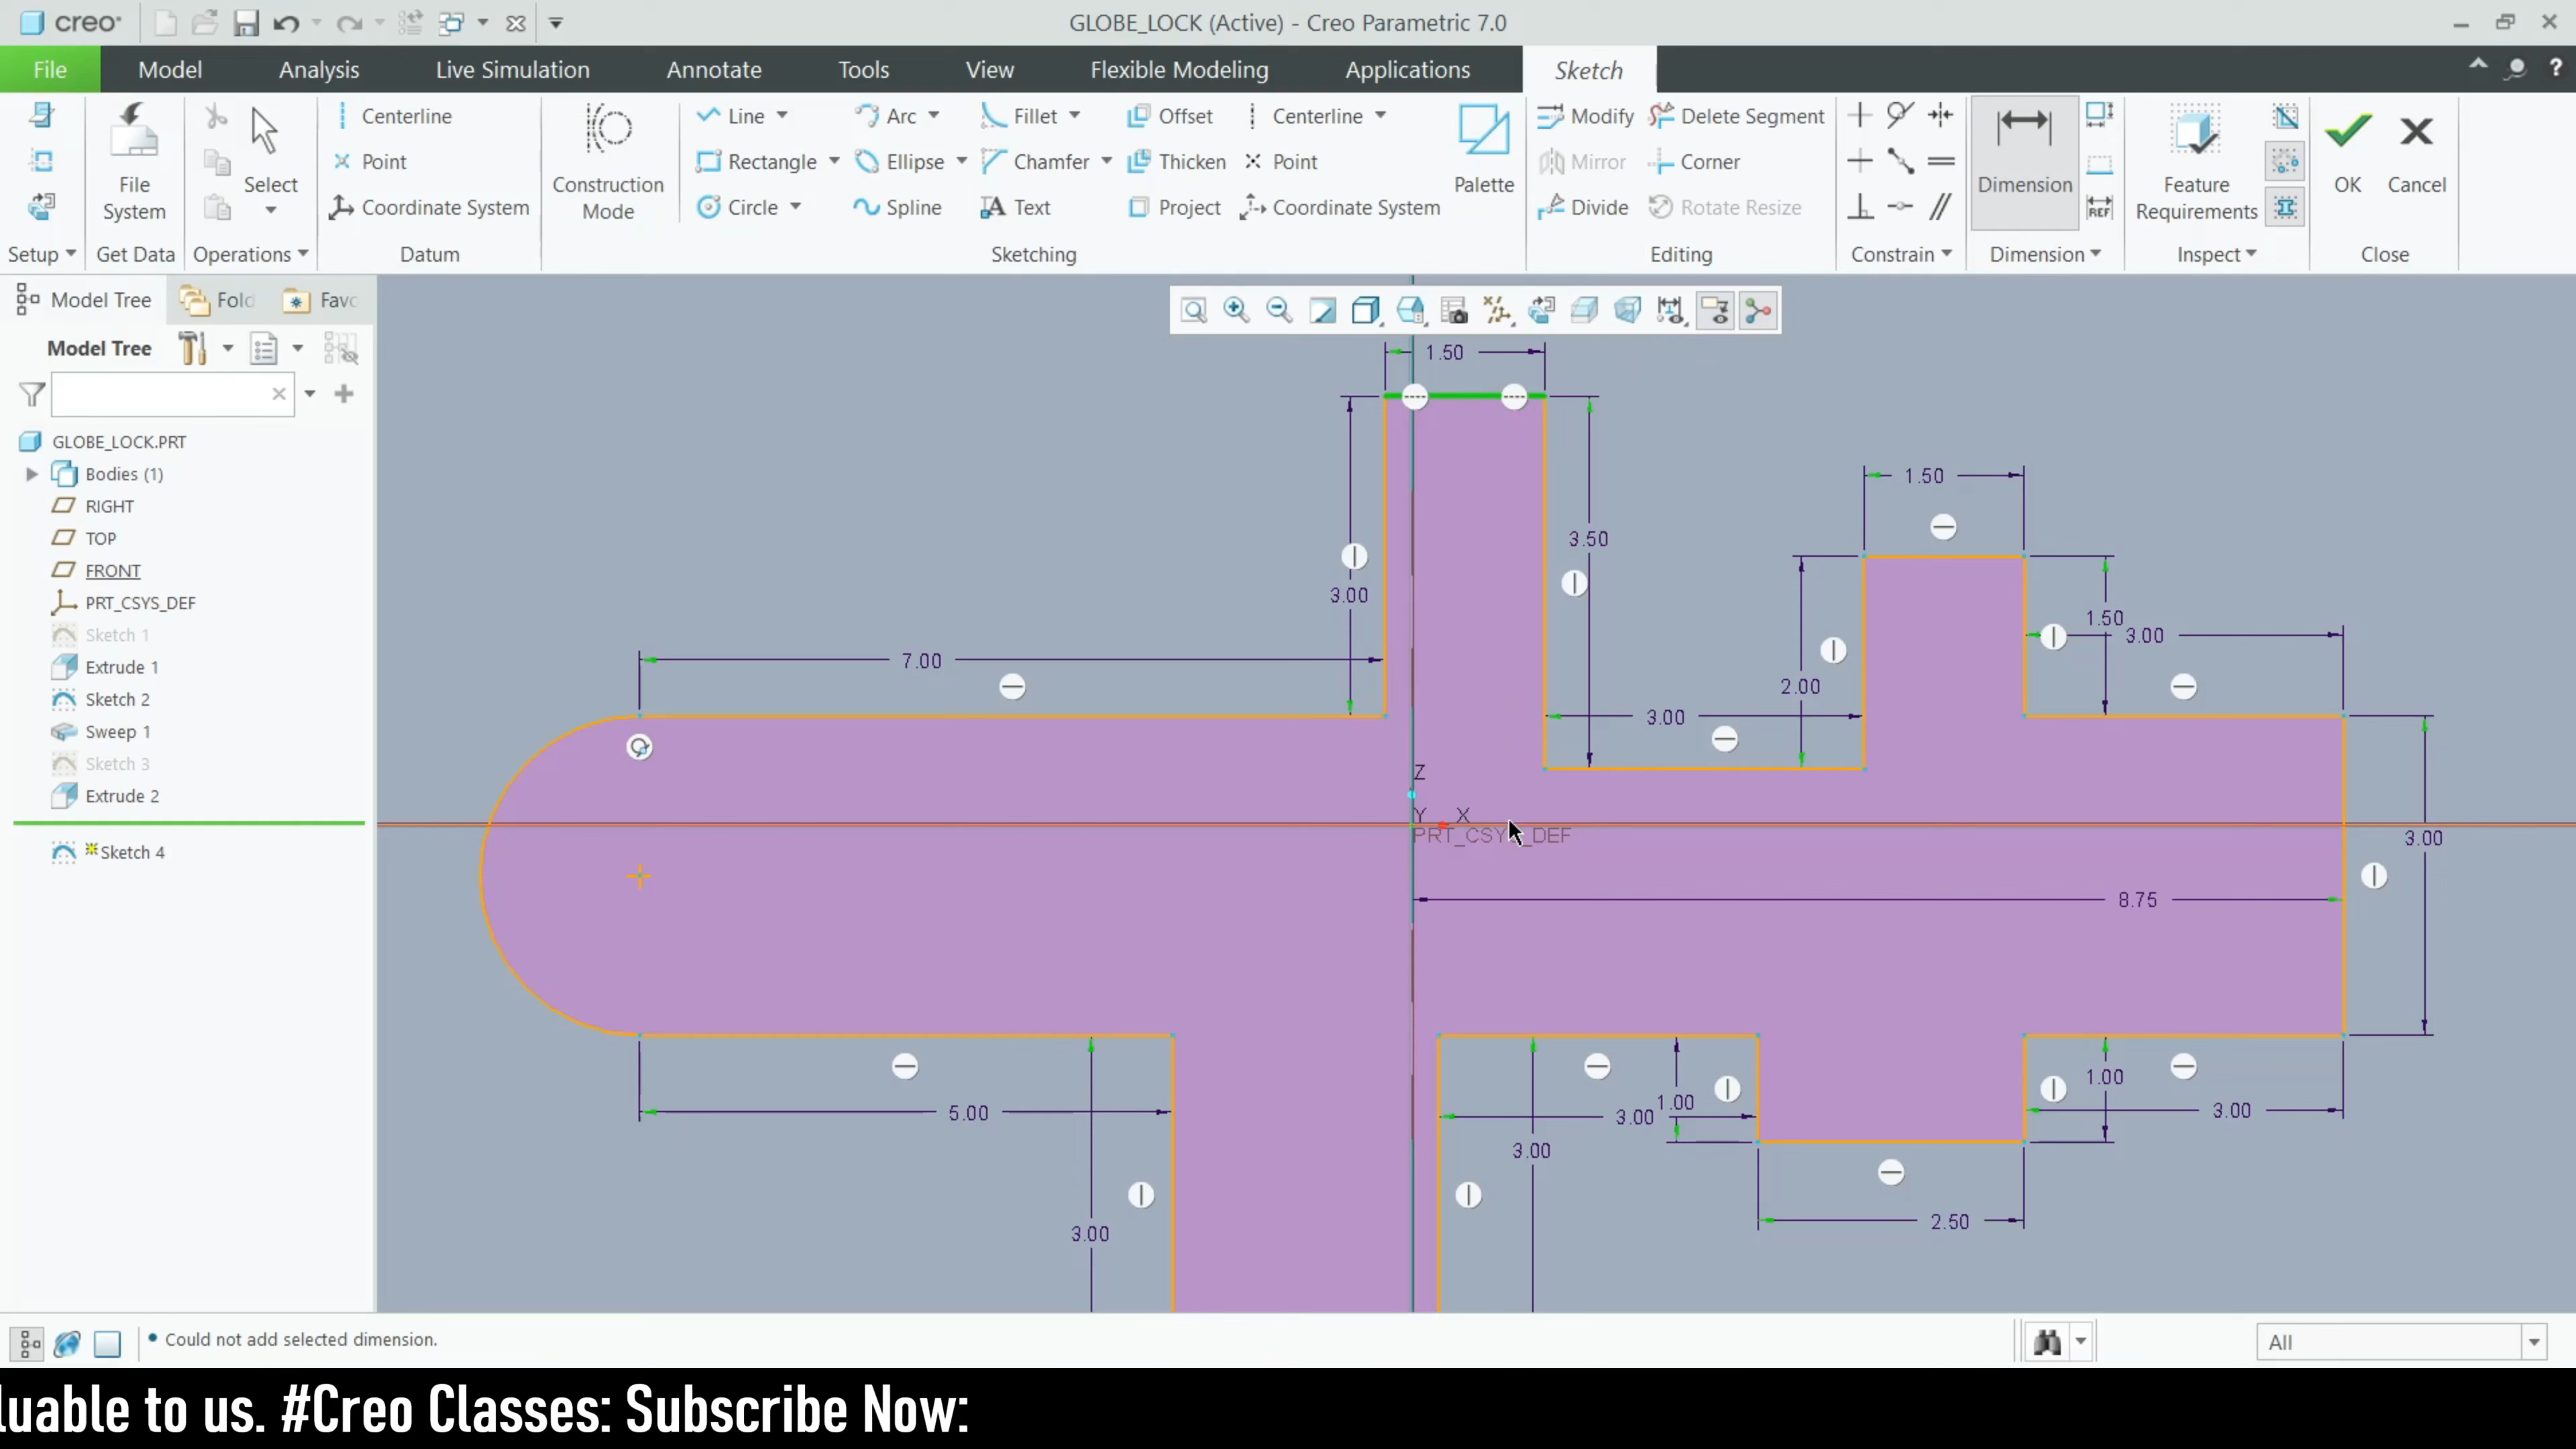 creo®
GLOBE_LOCK (Active) - Creo Parametric 7.0
File Model Analysis Live Simulation Annotate Tools View Flexible Modeling Applications Sketch
Centerline Line Arc Fillet Offset Centerline Modify Delete Segment
Point Rectangle Ellipse Chamfer Thicken Point Mirror Corner
File System Select Construction Mode Palette Dimension Feature Requirements OK Cancel
Coordinate System Circle Spline Text Project Coordinate System Divide Rotate Resize
REF
Setup Get Data Operations Datum Sketching Editing Constrain Dimension Inspect Close
Model Tree Fold Favc
Model Tree
GLOBE_LOCK.PRT
Bodies (1)
RIGHT
TOP
FRONT
PRT_CSYS_DEF
Sketch 1
Extrude 1
Sketch 2
Sweep 1
Sketch 3
Extrude 2
Sketch 4
1.50
1.50
3.50
3.00
1.50
3.00
7.00
2.00
3.00
Z
Y X
PRT_CSYS_DEF
3.00
8.75
1.00
1.00
5.00
3.00
3.00
3.00
2.50
3.00
Could not add selected dimension.
All
luable to us. #Creo Classes: Subscribe Now: